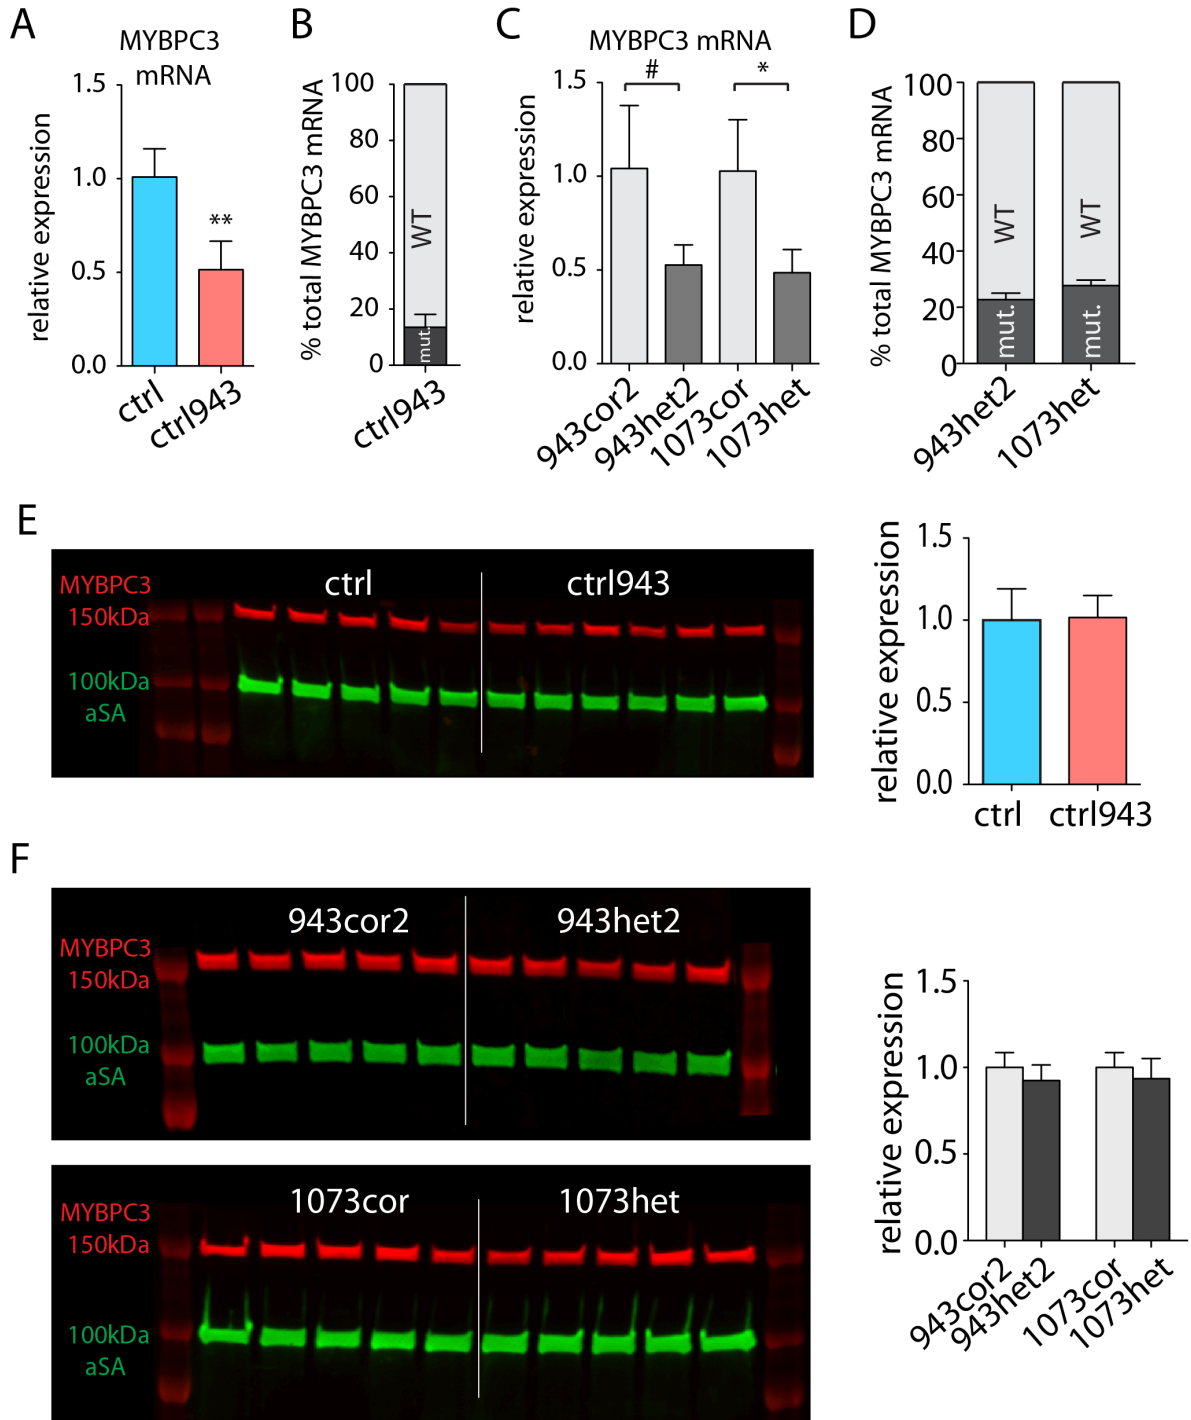 A
MYBPC3
mRNA
relative expression
1.5
1.0
0.5
0.0
**
ctrl
ctrl943
B
% total MYBPC3 mRNA
100
80
60
40
20
0
WT
mut.
ctrl943
C
MYBPC3 mRNA
relative expression
1.5
1.0
0.5
0.0
#
*
943cor2
943het2
1073cor
1073het
D
% total MYBPC3 mRNA
100
80
60
40
20
0
WT
WT
mut.
mut.
943het2
1073het
E
MYBPC3
150kDa
100kDa
aSA
ctrl
ctrl943
relative expression
1.5
1.0
0.5
0.0
ctrl
ctrl943
F
943cor2
943het2
MYBPC3
150kDa
100kDa
aSA
1073cor
1073het
MYBPC3
150kDa
100kDa
aSA
relative expression
1.5
1.0
0.5
0.0
943cor2
943het2
1073cor
1073het